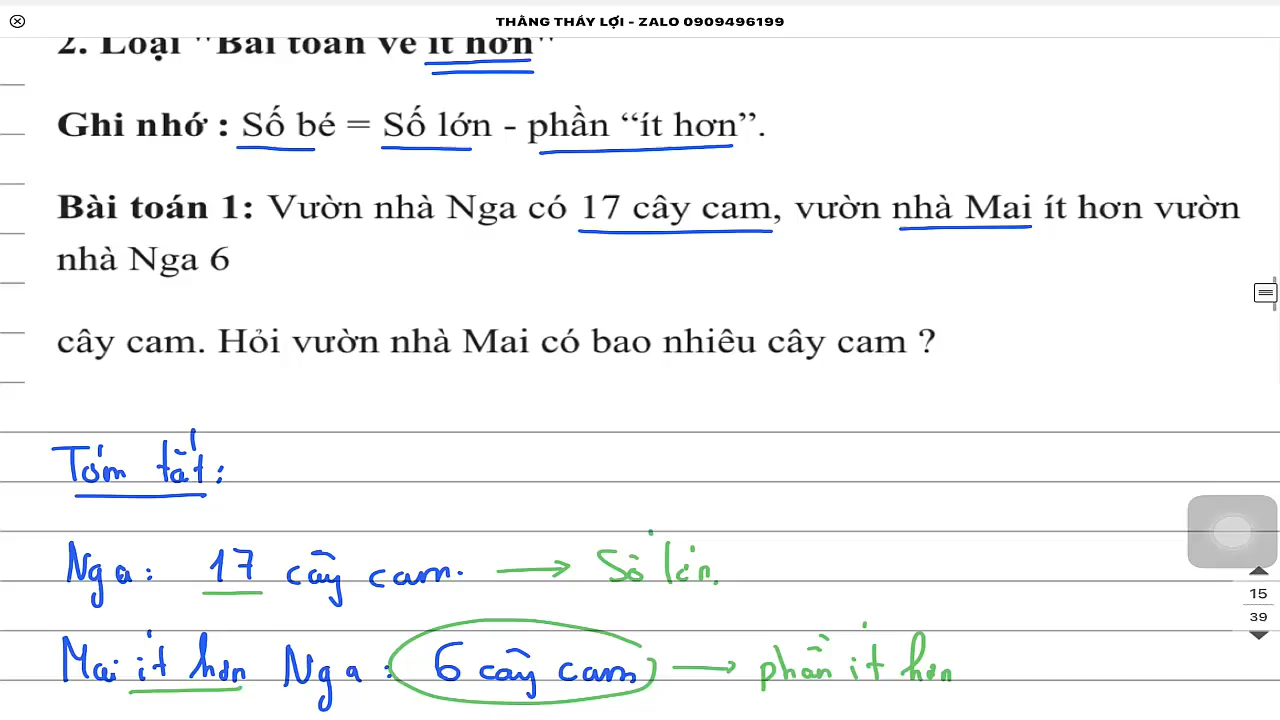 THẦNG THẦY LỢI - ZALO 0909496199
2. Loại "Bài toán về ít hơn"
Ghi nhớ : Số bé = Số lớn - phần “ít hơn”.
Bài toán 1: Vườn nhà Nga có 17 cây cam, vườn nhà Mai ít hơn vườn
nhà Nga 6
cây cam. Hỏi vườn nhà Mai có bao nhiêu cây cam ?
Tóm tắt:
Nga: 17 cây cam. → Số lớn.
15
39
Mai ít hơn Nga: 6 cây cam → phần ít hơn